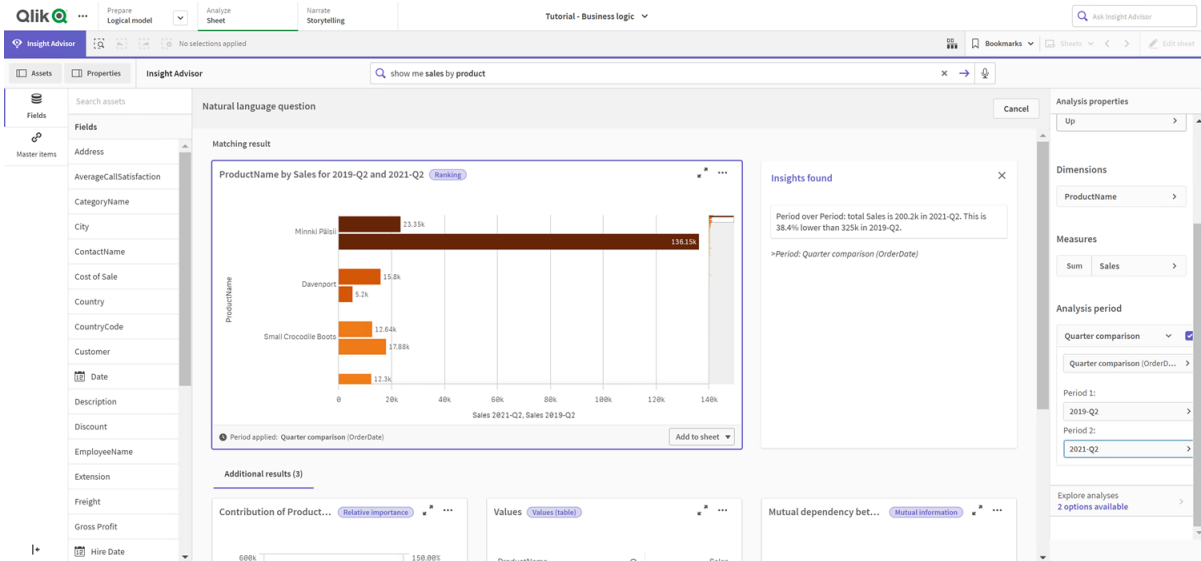 Qlik
Prepare
Logical model
Analyze
Sheet
Narrate
Storytelling
Tutorial - Business logic
Ask Insight Advisor
Insight Advisor
No selections applied
Bookmarks
Sheets
Edit sheet
Assets
Properties
Insight Advisor
show me sales by product
Fields
Master items
Search assets
Fields
Address
AverageCallSatisfaction
CategoryName
City
ContactName
Cost of Sale
Country
CountryCode
Customer
Date
Description
Discount
EmployeeName
Extension
Freight
Gross Profit
Hire Date
Natural language question
Cancel
Matching result
ProductName by Sales for 2019-Q2 and 2021-Q2
Ranking
ProductName
Minnki Pälsii
23.35k
136.15k
Davenport
15.8k
5.2k
Small Crocodile Boots
12.64k
17.88k
12.3k
0 20k 40k 60k 80k 100k 120k 140k
Sales 2021-Q2, Sales 2019-Q2
Period applied: Quarter comparison (OrderDate)
Add to sheet
Insights found
Period over Period: total Sales is 200.2k in 2021-Q2. This is
38.4% lower than 325k in 2019-Q2.
>Period: Quarter comparison (OrderDate)
Additional results (3)
Contribution of Product...
Relative importance
600k
150.00%
Values
Values (table)
ProductName
Sales
Mutual dependency bet...
Mutual information
Analysis properties
Up
Dimensions
ProductName
Measures
Sum
Sales
Analysis period
Quarter comparison
Quarter comparison (OrderD...
Period 1:
2019-Q2
Period 2:
2021-Q2
Explore analyses
2 options available